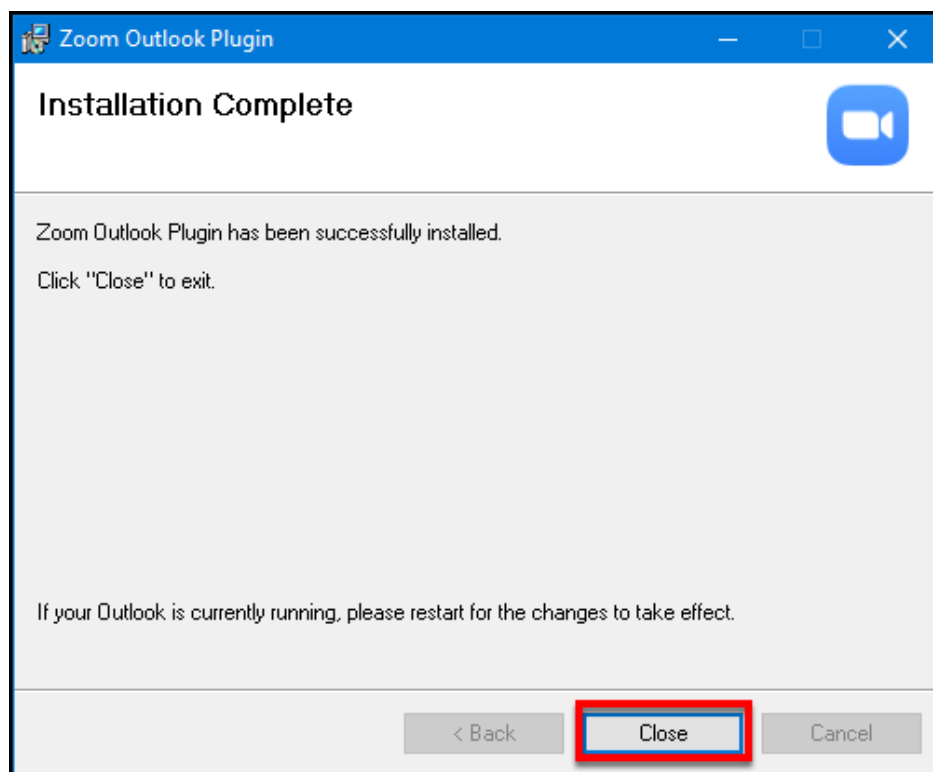 Zoom Outlook Plugin
Installation Complete
Zoom Outlook Plugin has been successfully installed.
Click "Close" to exit.
If your Outlook is currently running, please restart for the changes to take effect.
< Back Close Cancel